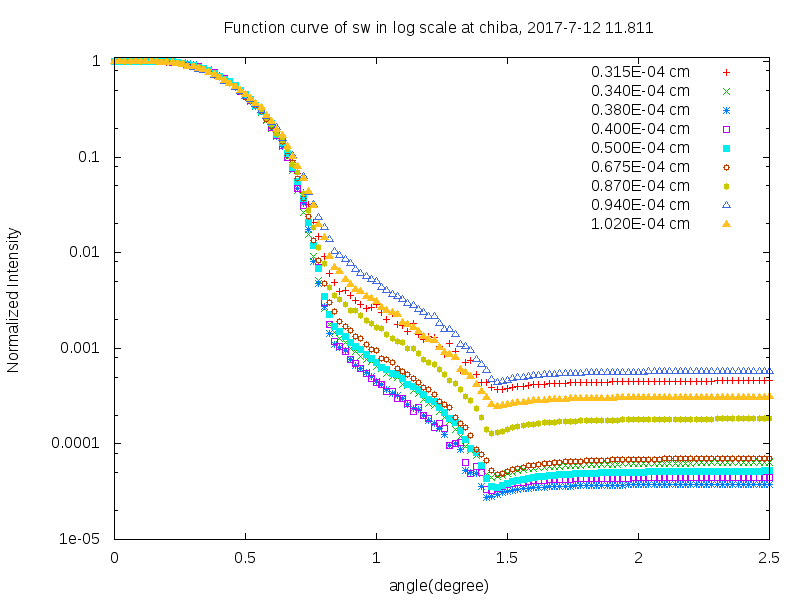 Function curve of sw in log scale at chiba, 2017-7-12 11.811
1
0.1
0.01
0.001
0.0001
1e-05
Normalized Intensity
0.315E-04 cm
0.340E-04 cm
0.380E-04 cm
0.400E-04 cm
0.500E-04 cm
0.675E-04 cm
0.870E-04 cm
0.940E-04 cm
1.020E-04 cm
0 0.5 1 1.5 2 2.5
angle(degree)